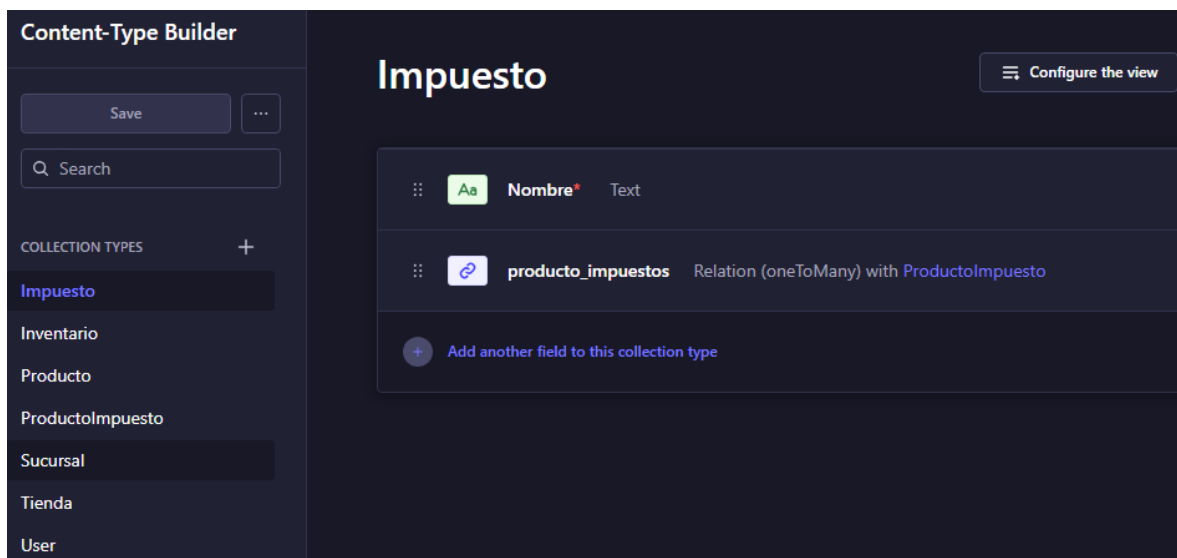 Content-Type Builder
Save
...
Search
COLLECTION TYPES +
Impuesto
Inventario
Producto
ProductoImpuesto
Sucursal
Tienda
User
Impuesto
Configure the view
Aa Nombre* Text
producto_impuestos Relation (oneToMany) with ProductoImpuesto
+ Add another field to this collection type